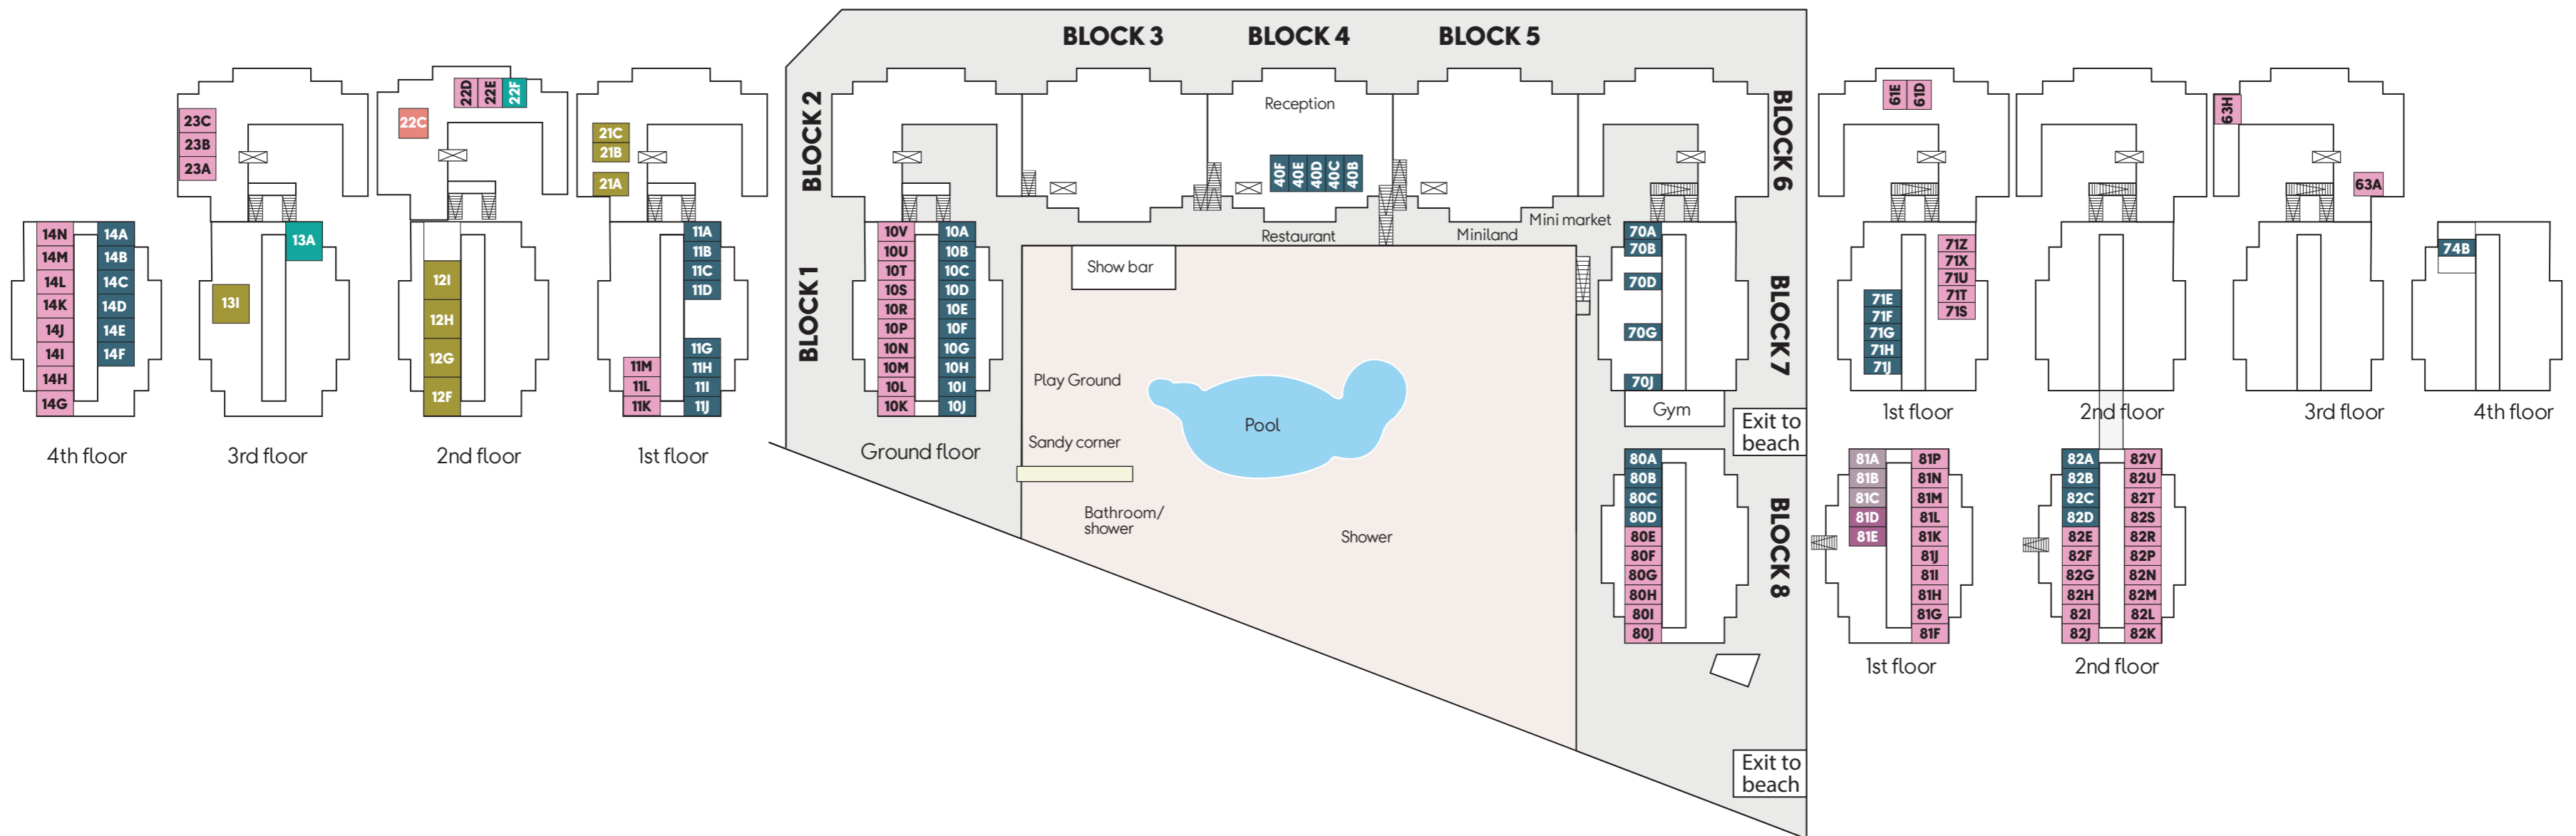 BLOCK 3
BLOCK 4
BLOCK 5
BLOCK 2
BLOCK 1
BLOCK 6
BLOCK 7
BLOCK 8
14N
14M
14L
14K
14J
14I
14H
14G
14A
14B
14C
14D
14E
14F
4th floor
23C
23B
23A
13A
13I
3rd floor
22D
22E
22F
22C
12I
12H
12G
12F
2nd floor
21C
21B
21A
11A
11B
11C
11D
11G
11H
11I
11J
11M
11L
11K
1st floor
10V
10U
10T
10S
10R
10P
10N
10M
10L
10K
10A
10B
10C
10D
10E
10F
10G
10H
10I
10J
Ground floor
Reception
40F
40E
40D
40C
40B
Restaurant
Miniland
Mini market
Show bar
Play Ground
Pool
Sandy corner
Bathroom/
shower
Shower
70A
70B
70D
70G
70J
Gym
Exit to
beach
80A
80B
80C
80D
80E
80F
80G
80H
80I
80J
Exit to
beach
61E
61D
71Z
71X
71U
71T
71S
71E
71F
71G
71H
71J
1st floor
2nd floor
63H
63A
3rd floor
74B
4th floor
81A
81B
81C
81D
81E
81P
81N
81M
81L
81K
81J
81I
81H
81G
81F
1st floor
82A
82B
82C
82D
82E
82F
82G
82H
82I
82J
82V
82U
82T
82S
82R
82P
82N
82M
82L
82K
2nd floor